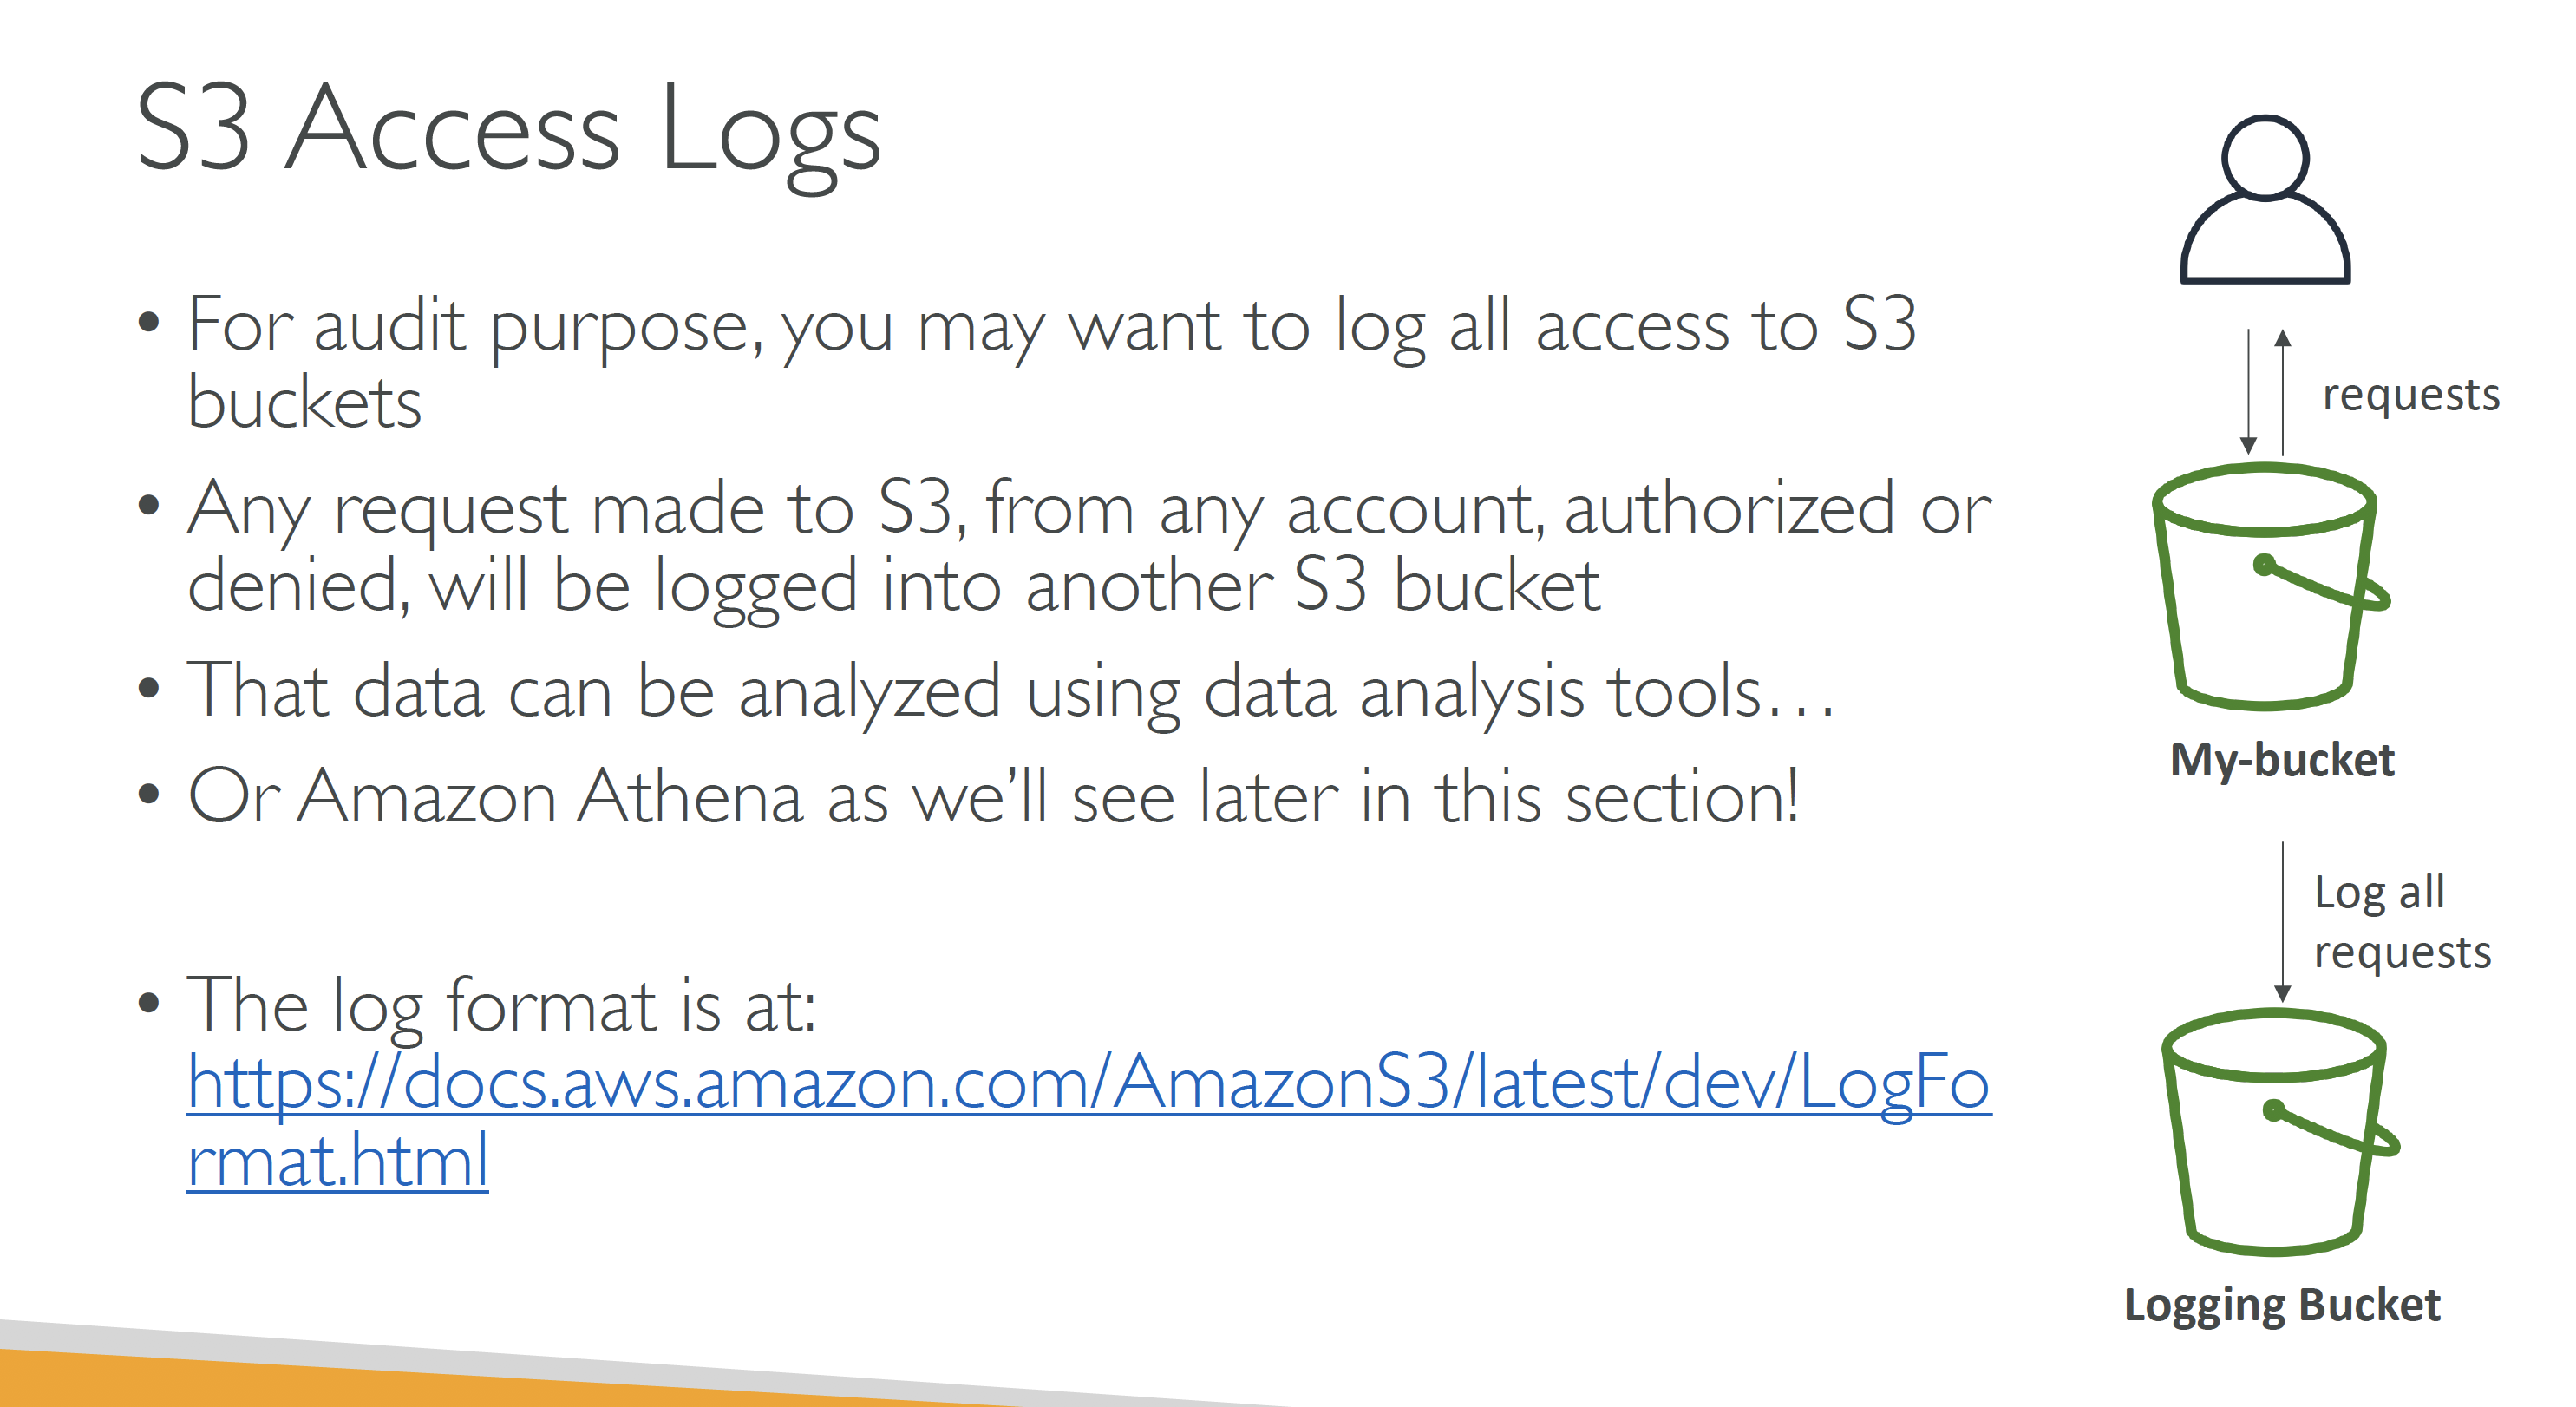 S3 Access Logs
• For audit purpose, you may want to log all access to S3
buckets
• Any request made to S3, from any account, authorized or
denied, will be logged into another S3 bucket
• That data can be analyzed using data analysis tools…
• Or Amazon Athena as we’ll see later in this section!
• The log format is at:
https://docs.aws.amazon.com/AmazonS3/latest/dev/LogFo
rmat.html
requests
My-bucket
Log all
requests
Logging Bucket